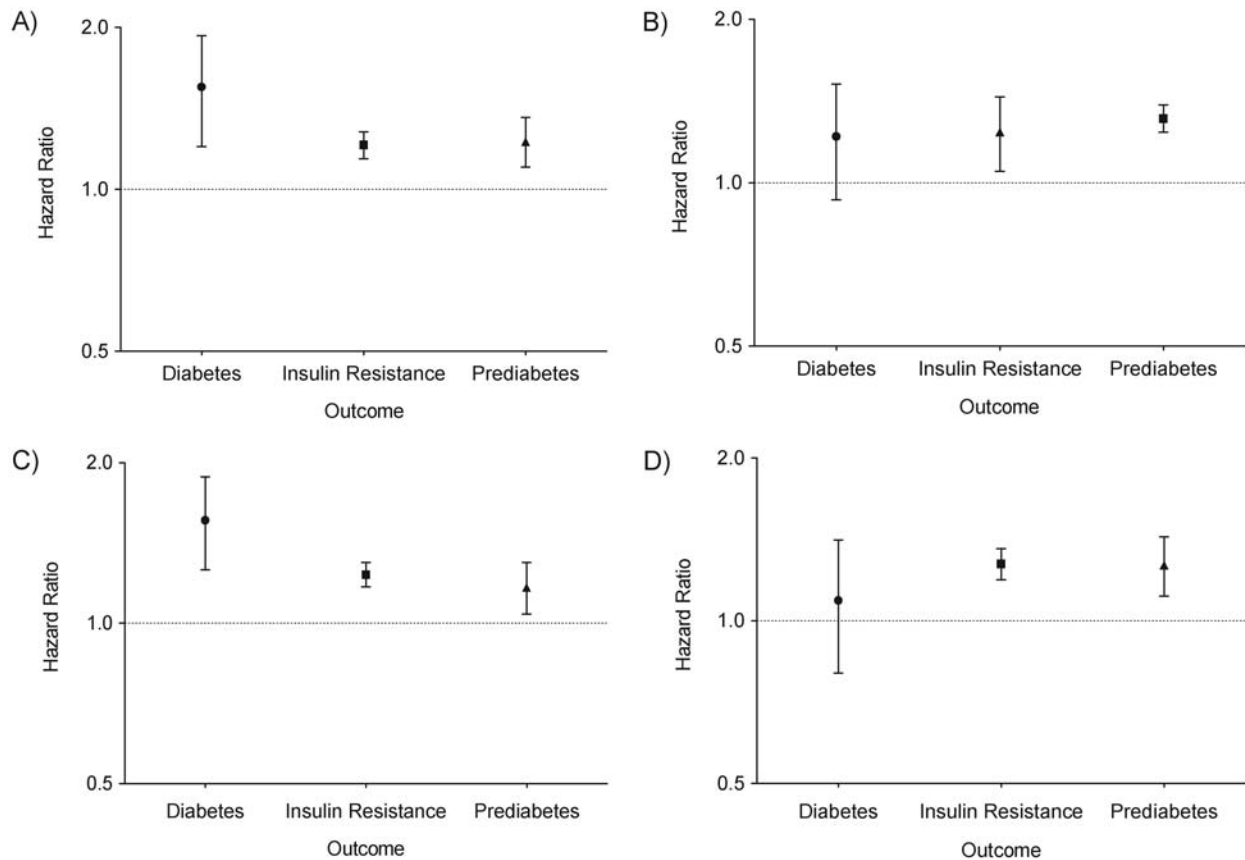 A)
2.0
1.0
0.5
Hazard Ratio
Diabetes
Insulin Resistance
Prediabetes
Outcome
B)
2.0
1.0
0.5
Hazard Ratio
Diabetes
Insulin Resistance
Prediabetes
Outcome
C)
2.0
1.0
0.5
Hazard Ratio
Diabetes
Insulin Resistance
Prediabetes
Outcome
D)
2.0
1.0
0.5
Hazard Ratio
Diabetes
Insulin Resistance
Prediabetes
Outcome